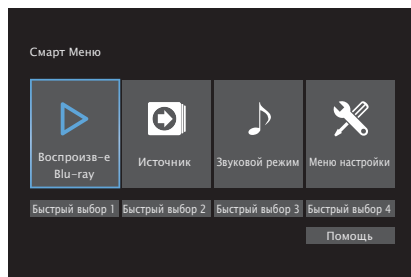 Смарт Меню
Воспроизв-е
Blu-ray
Источник
Звуковой режим
Меню настройки
Быстрый выбор 1
Быстрый выбор 2
Быстрый выбор 3
Быстрый выбор 4
Помощь